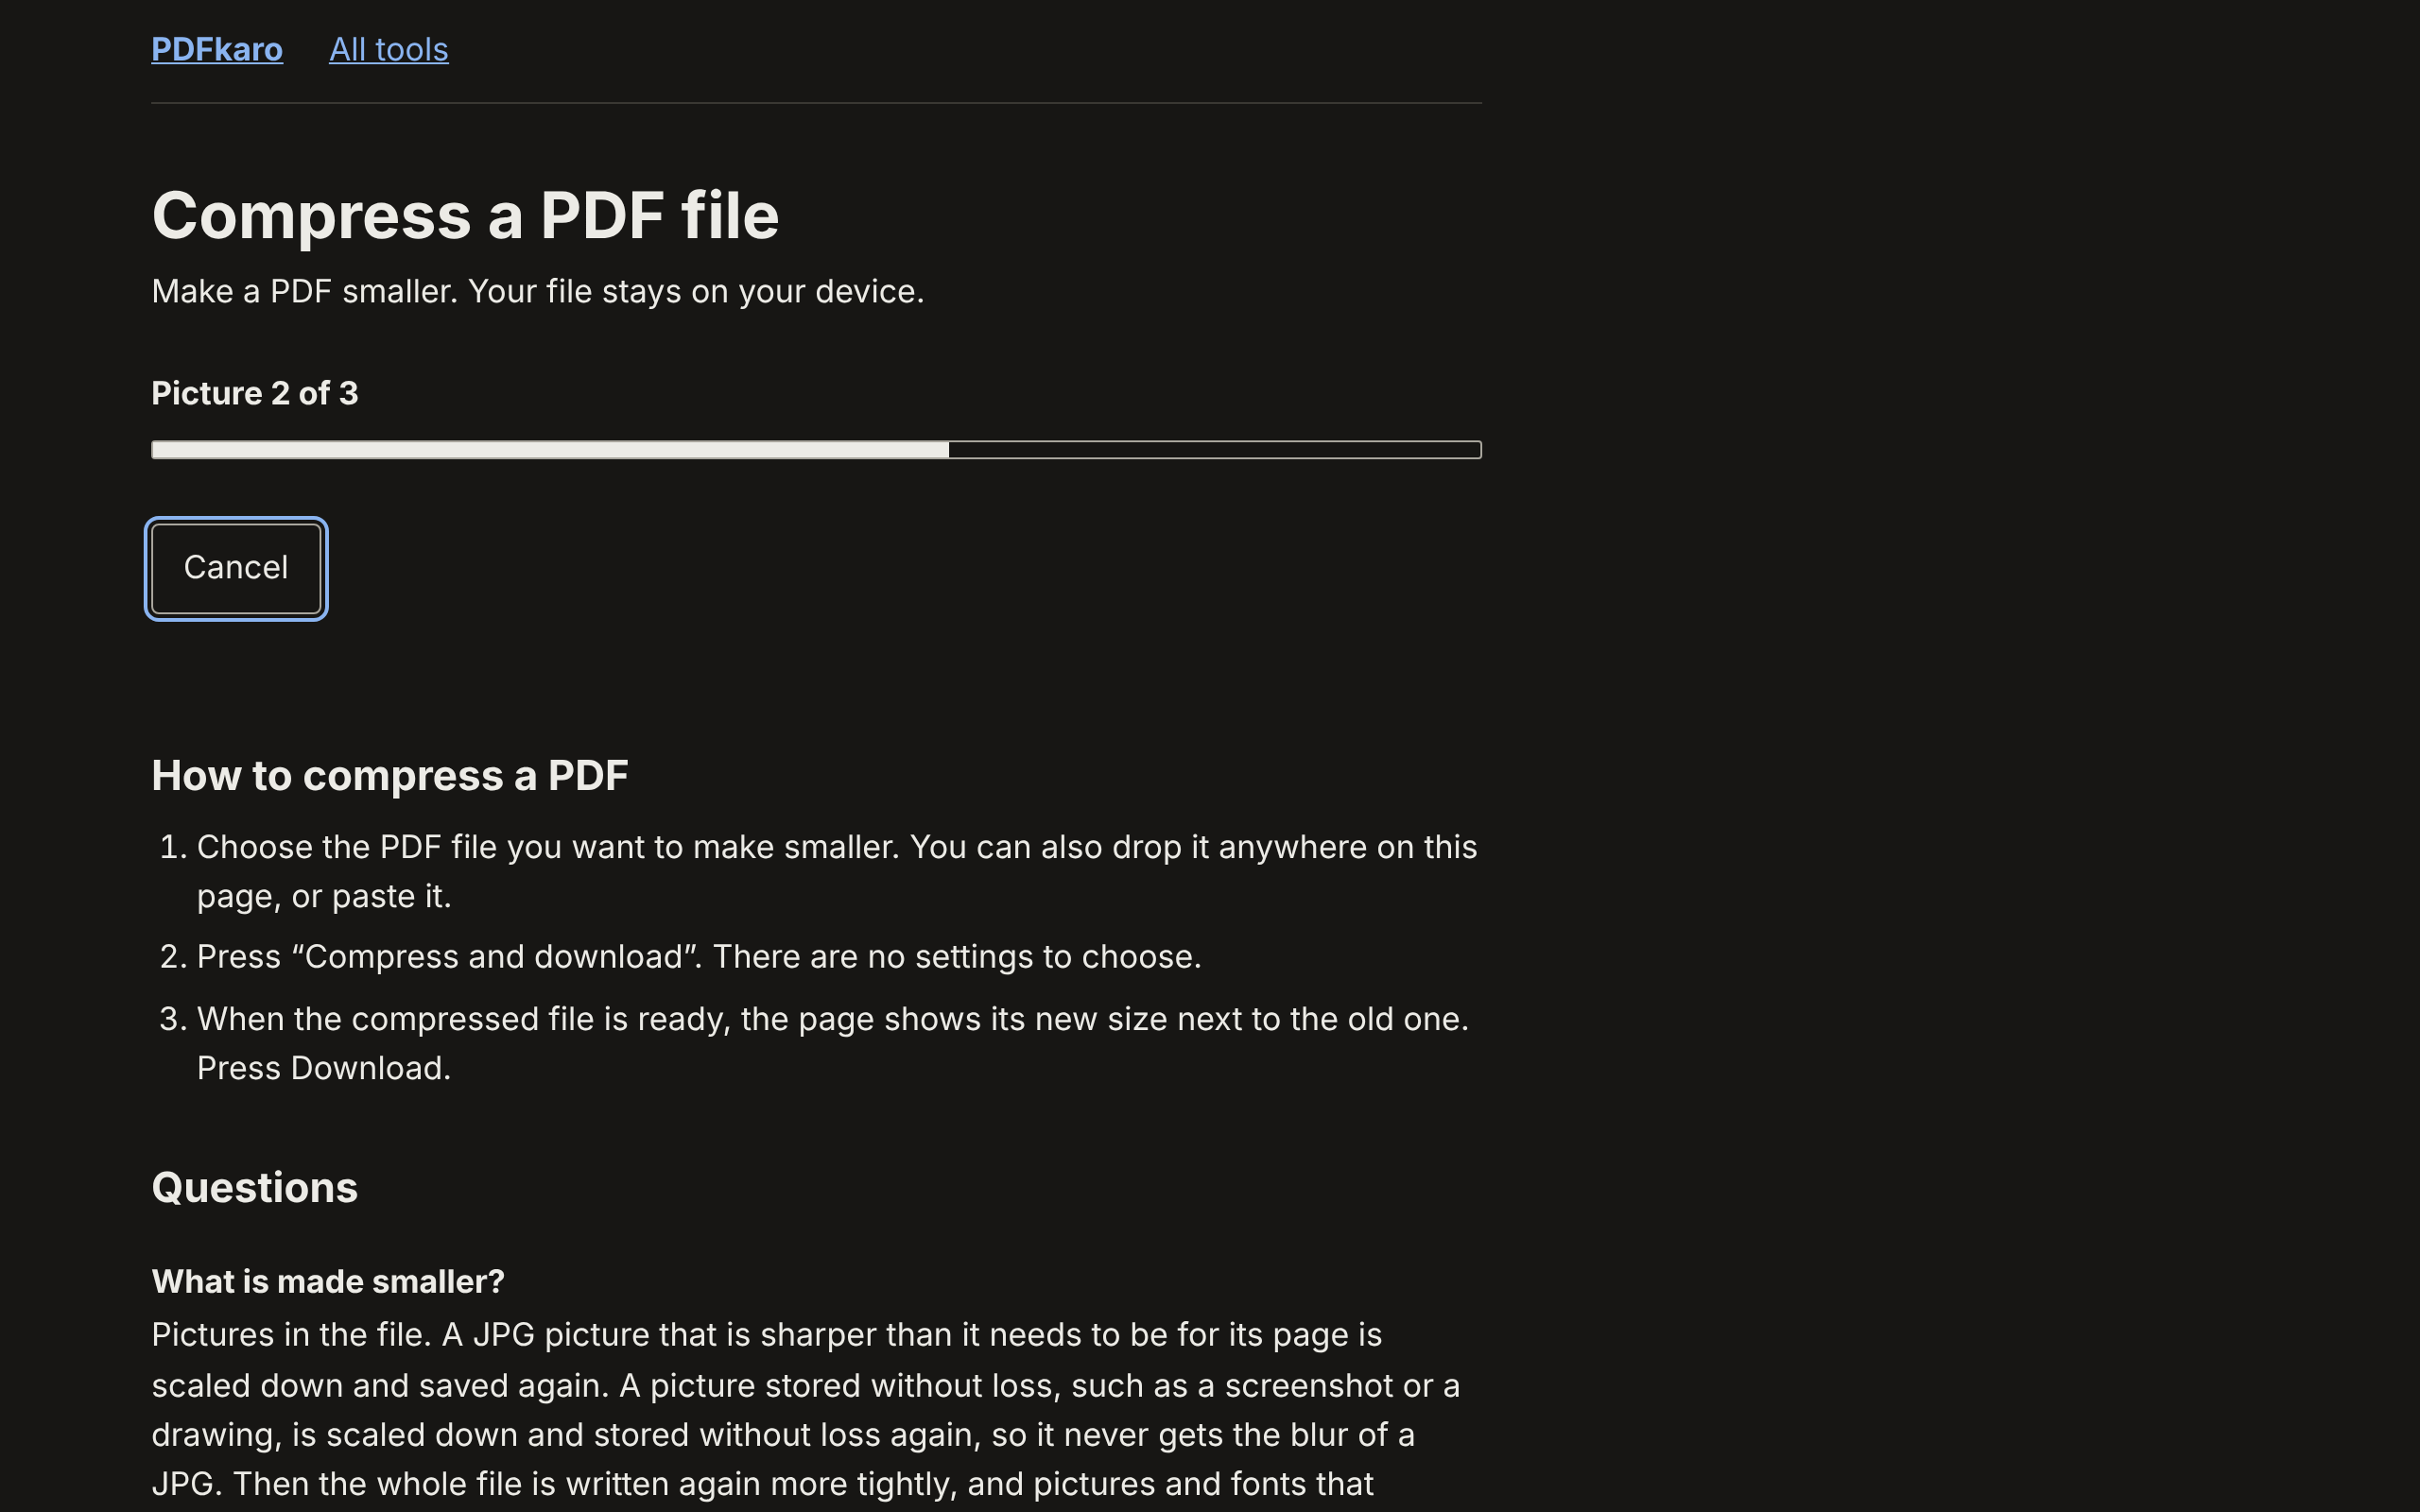 PDFkaro All tools
Compress a PDF file
Make a PDF smaller. Your file stays on your device.
Picture 2 of 3
Cancel
How to compress a PDF
1. Choose the PDF file you want to make smaller. You can also drop it anywhere on this
page, or paste it.
2. Press “Compress and download”. There are no settings to choose.
3. When the compressed file is ready, the page shows its new size next to the old one.
Press Download.
Questions
What is made smaller?
Pictures in the file. A JPG picture that is sharper than it needs to be for its page is
scaled down and saved again. A picture stored without loss, such as a screenshot or a
drawing, is scaled down and stored without loss again, so it never gets the blur of a
JPG. Then the whole file is written again more tightly, and pictures and fonts that